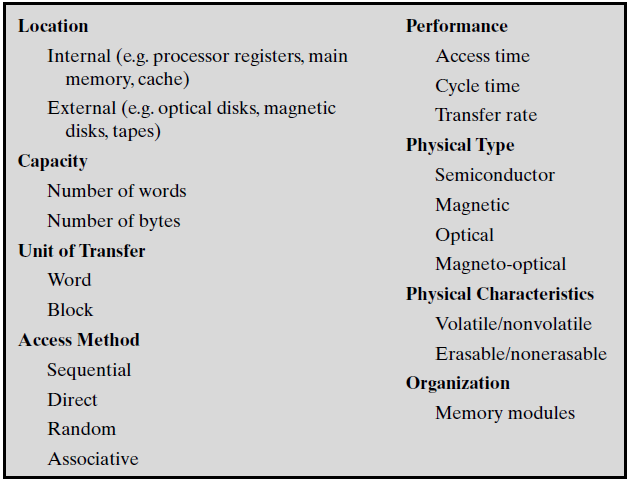 Location
Internal (e.g. processor registers, main
memory, cache)
External (e.g. optical disks, magnetic
disks, tapes)
Capacity
Number of words
Number of bytes
Unit of Transfer
Word
Block
Access Method
Sequential
Direct
Random
Associative
Performance
Access time
Cycle time
Transfer rate
Physical Type
Semiconductor
Magnetic
Optical
Magneto-optical
Physical Characteristics
Volatile/nonvolatile
Erasable/nonerasable
Organization
Memory modules